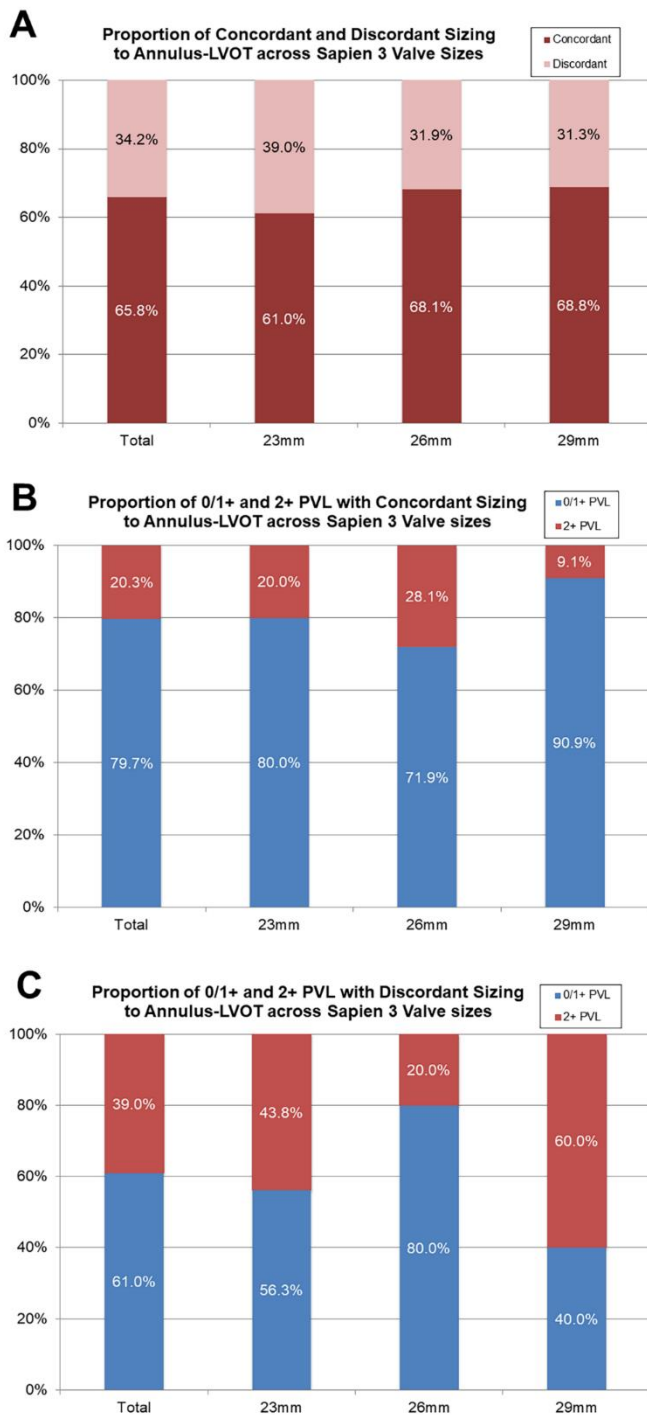 A
Proportion of Concordant and Discordant Sizing
to Annulus-LVOT across Sapien 3 Valve Sizes
Concordant
Discordant
100%
80%
60%
40%
20%
0%
34.2%
39.0%
31.9%
31.3%
65.8%
61.0%
68.1%
68.8%
Total
23mm
26mm
29mm
B
Proportion of 0/1+ and 2+ PVL with Concordant Sizing
to Annulus-LVOT across Sapien 3 Valve sizes
0/1+ PVL
2+ PVL
100%
80%
60%
40%
20%
0%
20.3%
20.0%
28.1%
9.1%
79.7%
80.0%
71.9%
90.9%
Total
23mm
26mm
29mm
C
Proportion of 0/1+ and 2+ PVL with Discordant Sizing
to Annulus-LVOT across Sapien 3 Valve sizes
0/1+ PVL
2+ PVL
100%
80%
60%
40%
20%
0%
39.0%
43.8%
20.0%
60.0%
61.0%
56.3%
80.0%
40.0%
Total
23mm
26mm
29mm